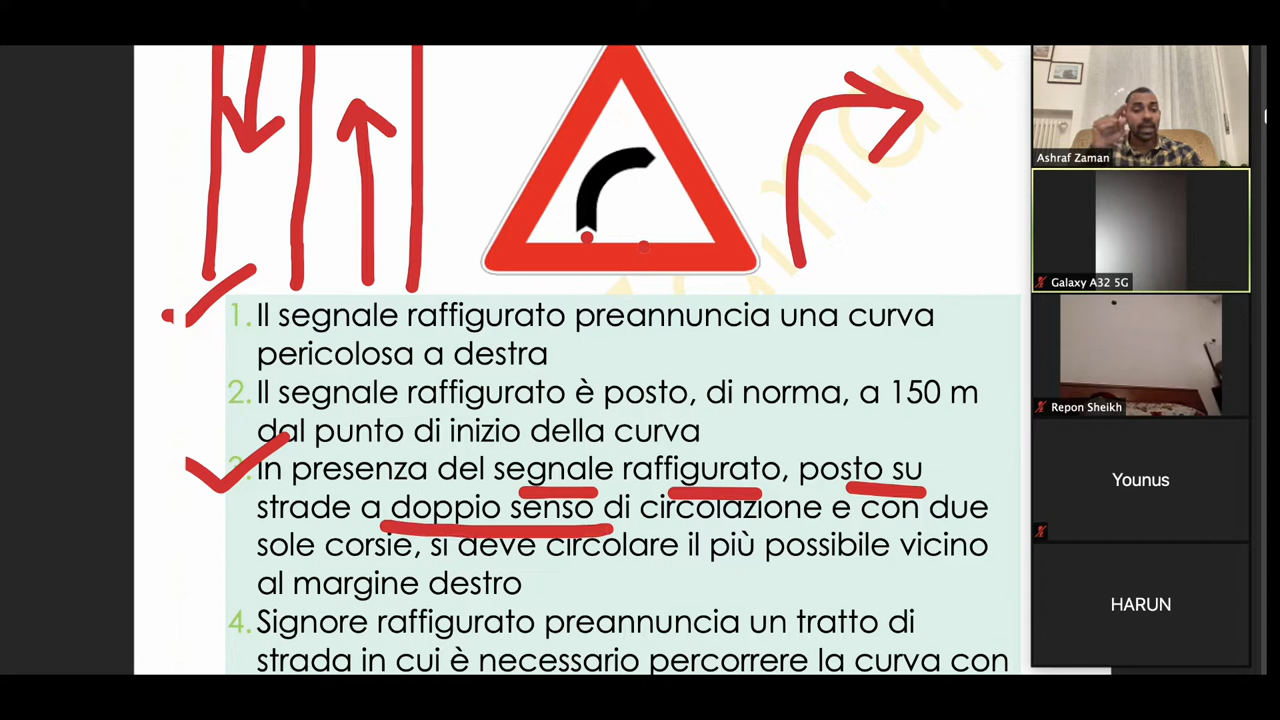 1. Il segnale raffigurato preannuncia una curva
pericolosa a destra
2. Il segnale raffigurato è posto, di norma, a 150 m
dal punto di inizio della curva
3. In presenza del segnale raffigurato, posto su
strade a doppio senso di circolazione e con due
sole corsie, si deve circolare il più possibile vicino
al margine destro
4. Signore raffigurato preannuncia un tratto di
strada in cui è necessario percorrere la curva con
Ashraf Zaman
Galaxy A32 5G
Repon Sheikh
Younus
HARUN